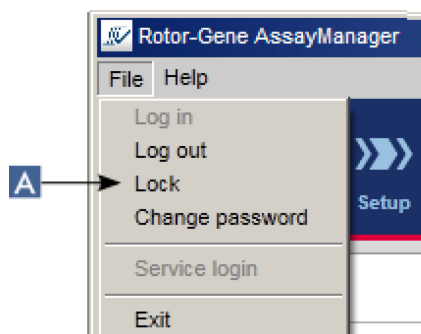 Rotor-Gene AssayManager
File Help
Log in
Log out
A Lock
Setup
Change password
Service login
Exit